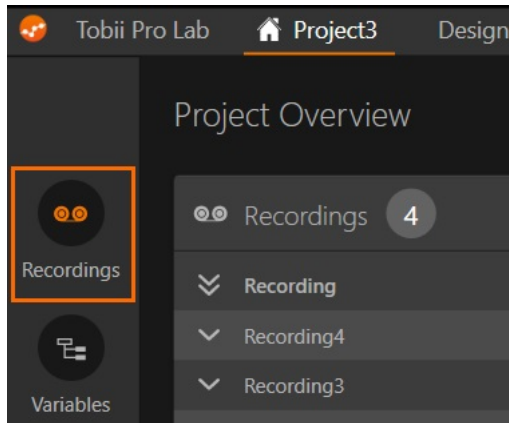 Tobii Pro Lab Project3 Design
Project Overview
Recordings 4
Recordings
Recording
Recording4
Recording3
Variables